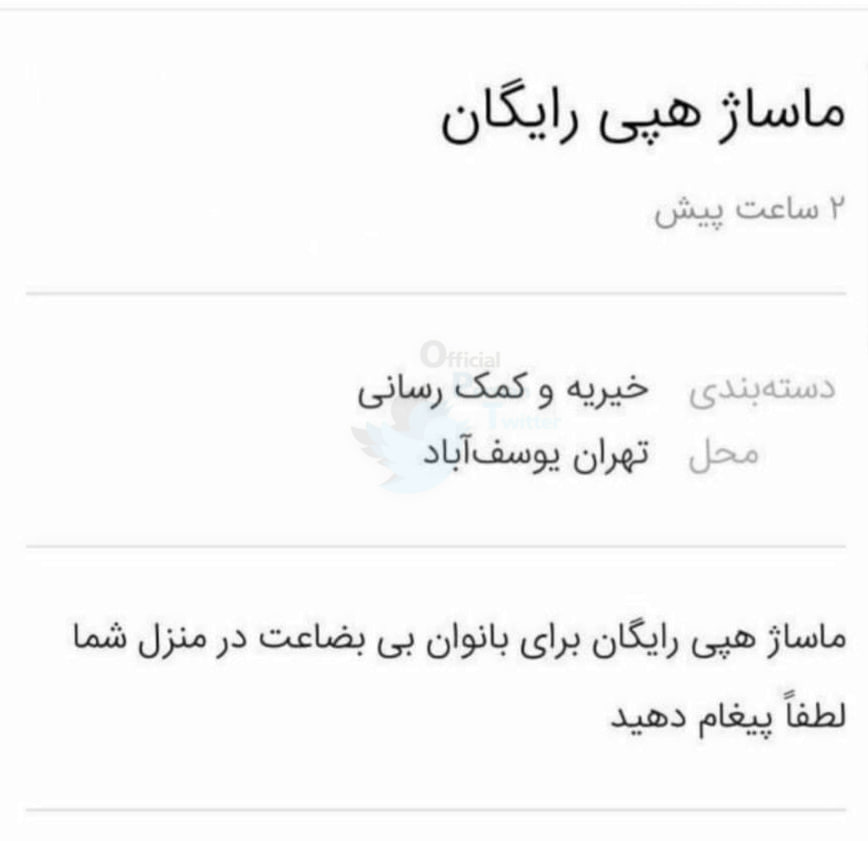 ماساژ هپی رایگان
۲ ساعت پیش
دسته‌بندی خیریه و کمک رسانی
محل تهران یوسف‌آباد
Official
Twitter
ماساژ هپی رایگان برای بانوان بی بضاعت در منزل شما
لطفاً پیغام دهید